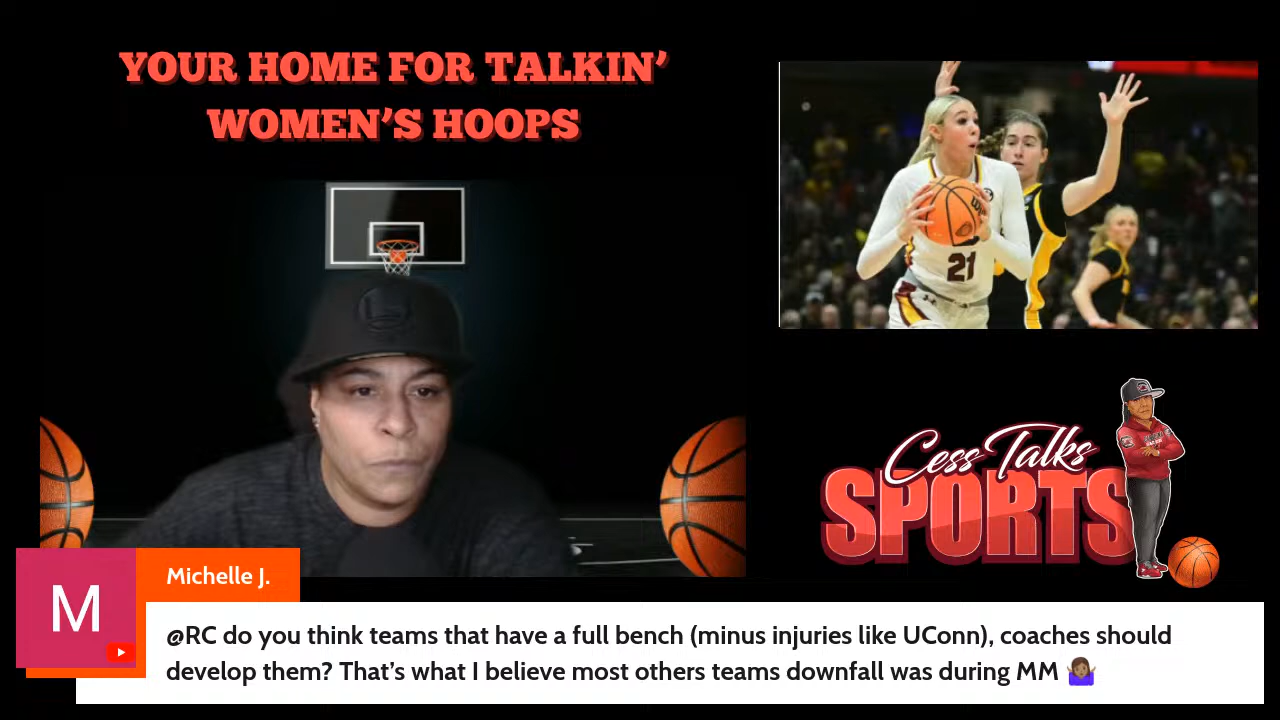 YOUR HOME FOR TALKIN'
WOMEN'S HOOPS
21
Cess Talks
SPORTS
M
Michelle J.
@RC do you think teams that have a full bench (minus injuries like UConn), coaches should
develop them? That's what I believe most others teams downfall was during MM 🤷🏽‍♀️